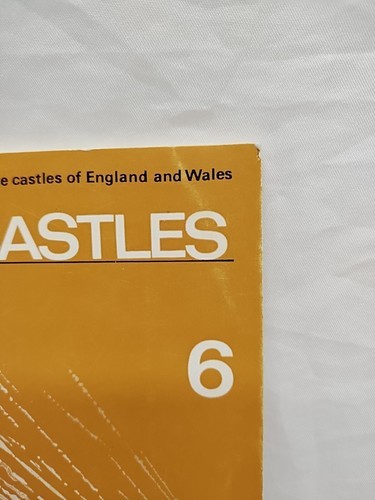 e castles of England and Wales
ASTLES
6